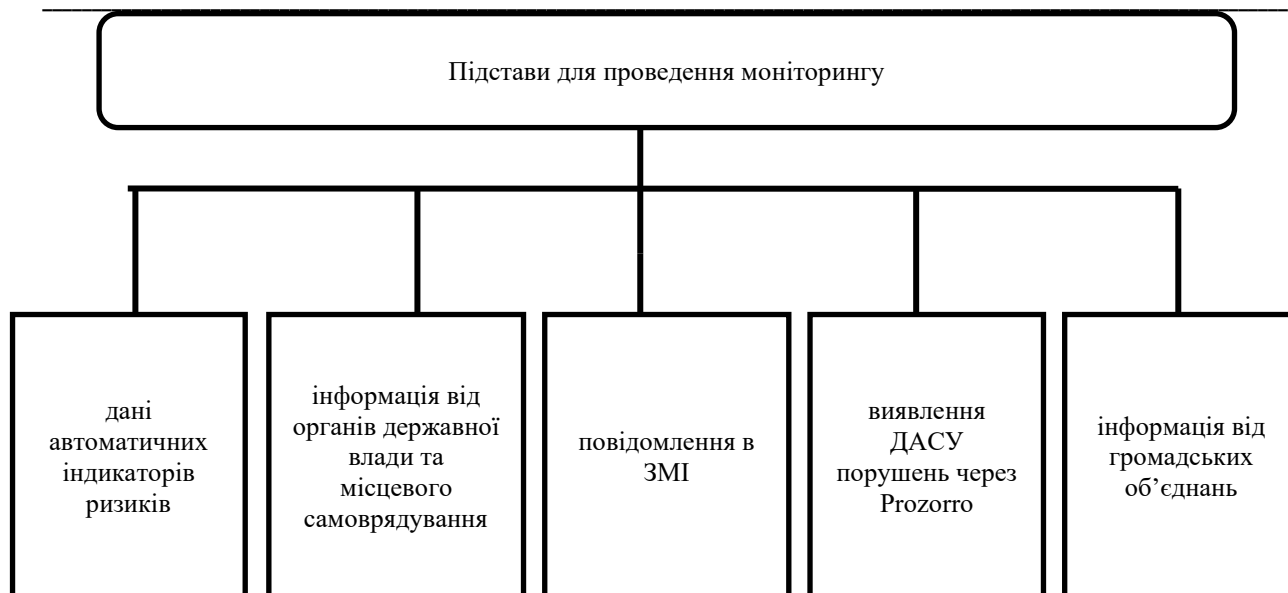 Підстави для проведення моніторингу
дані
автоматичних
індикаторів
ризиків
інформація від
органів державної
влади та
місцевого
самоврядування
повідомлення в
ЗМІ
виявлення
ДАСУ
порушень через
Prozorro
інформація від
громадських
об’єднань